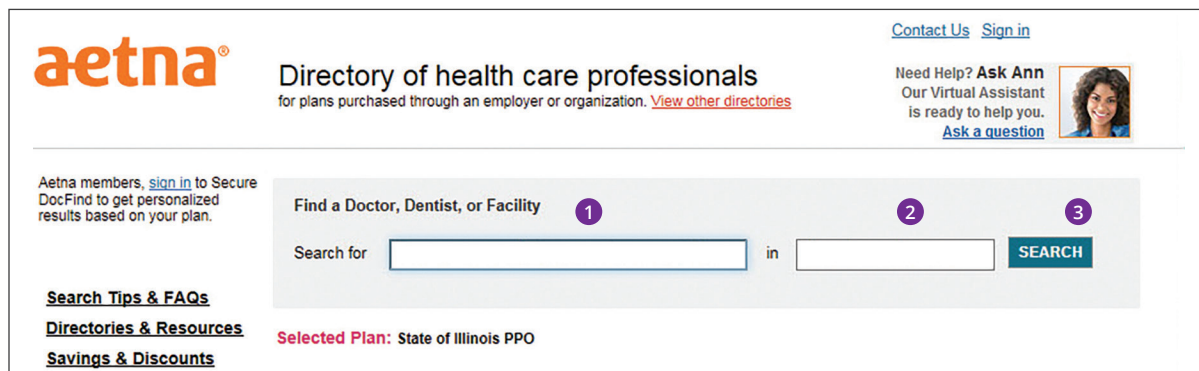 aetna®
Contact Us Sign in
Directory of health care professionals
for plans purchased through an employer or organization. View other directories
Need Help? Ask Ann
Our Virtual Assistant
is ready to help you.
Ask a question
Aetna members, sign in to Secure
DocFind to get personalized
results based on your plan.
Find a Doctor, Dentist, or Facility 1 2 3
Search for in SEARCH
Search Tips & FAQs
Directories & Resources
Savings & Discounts
Selected Plan: State of Illinois PPO